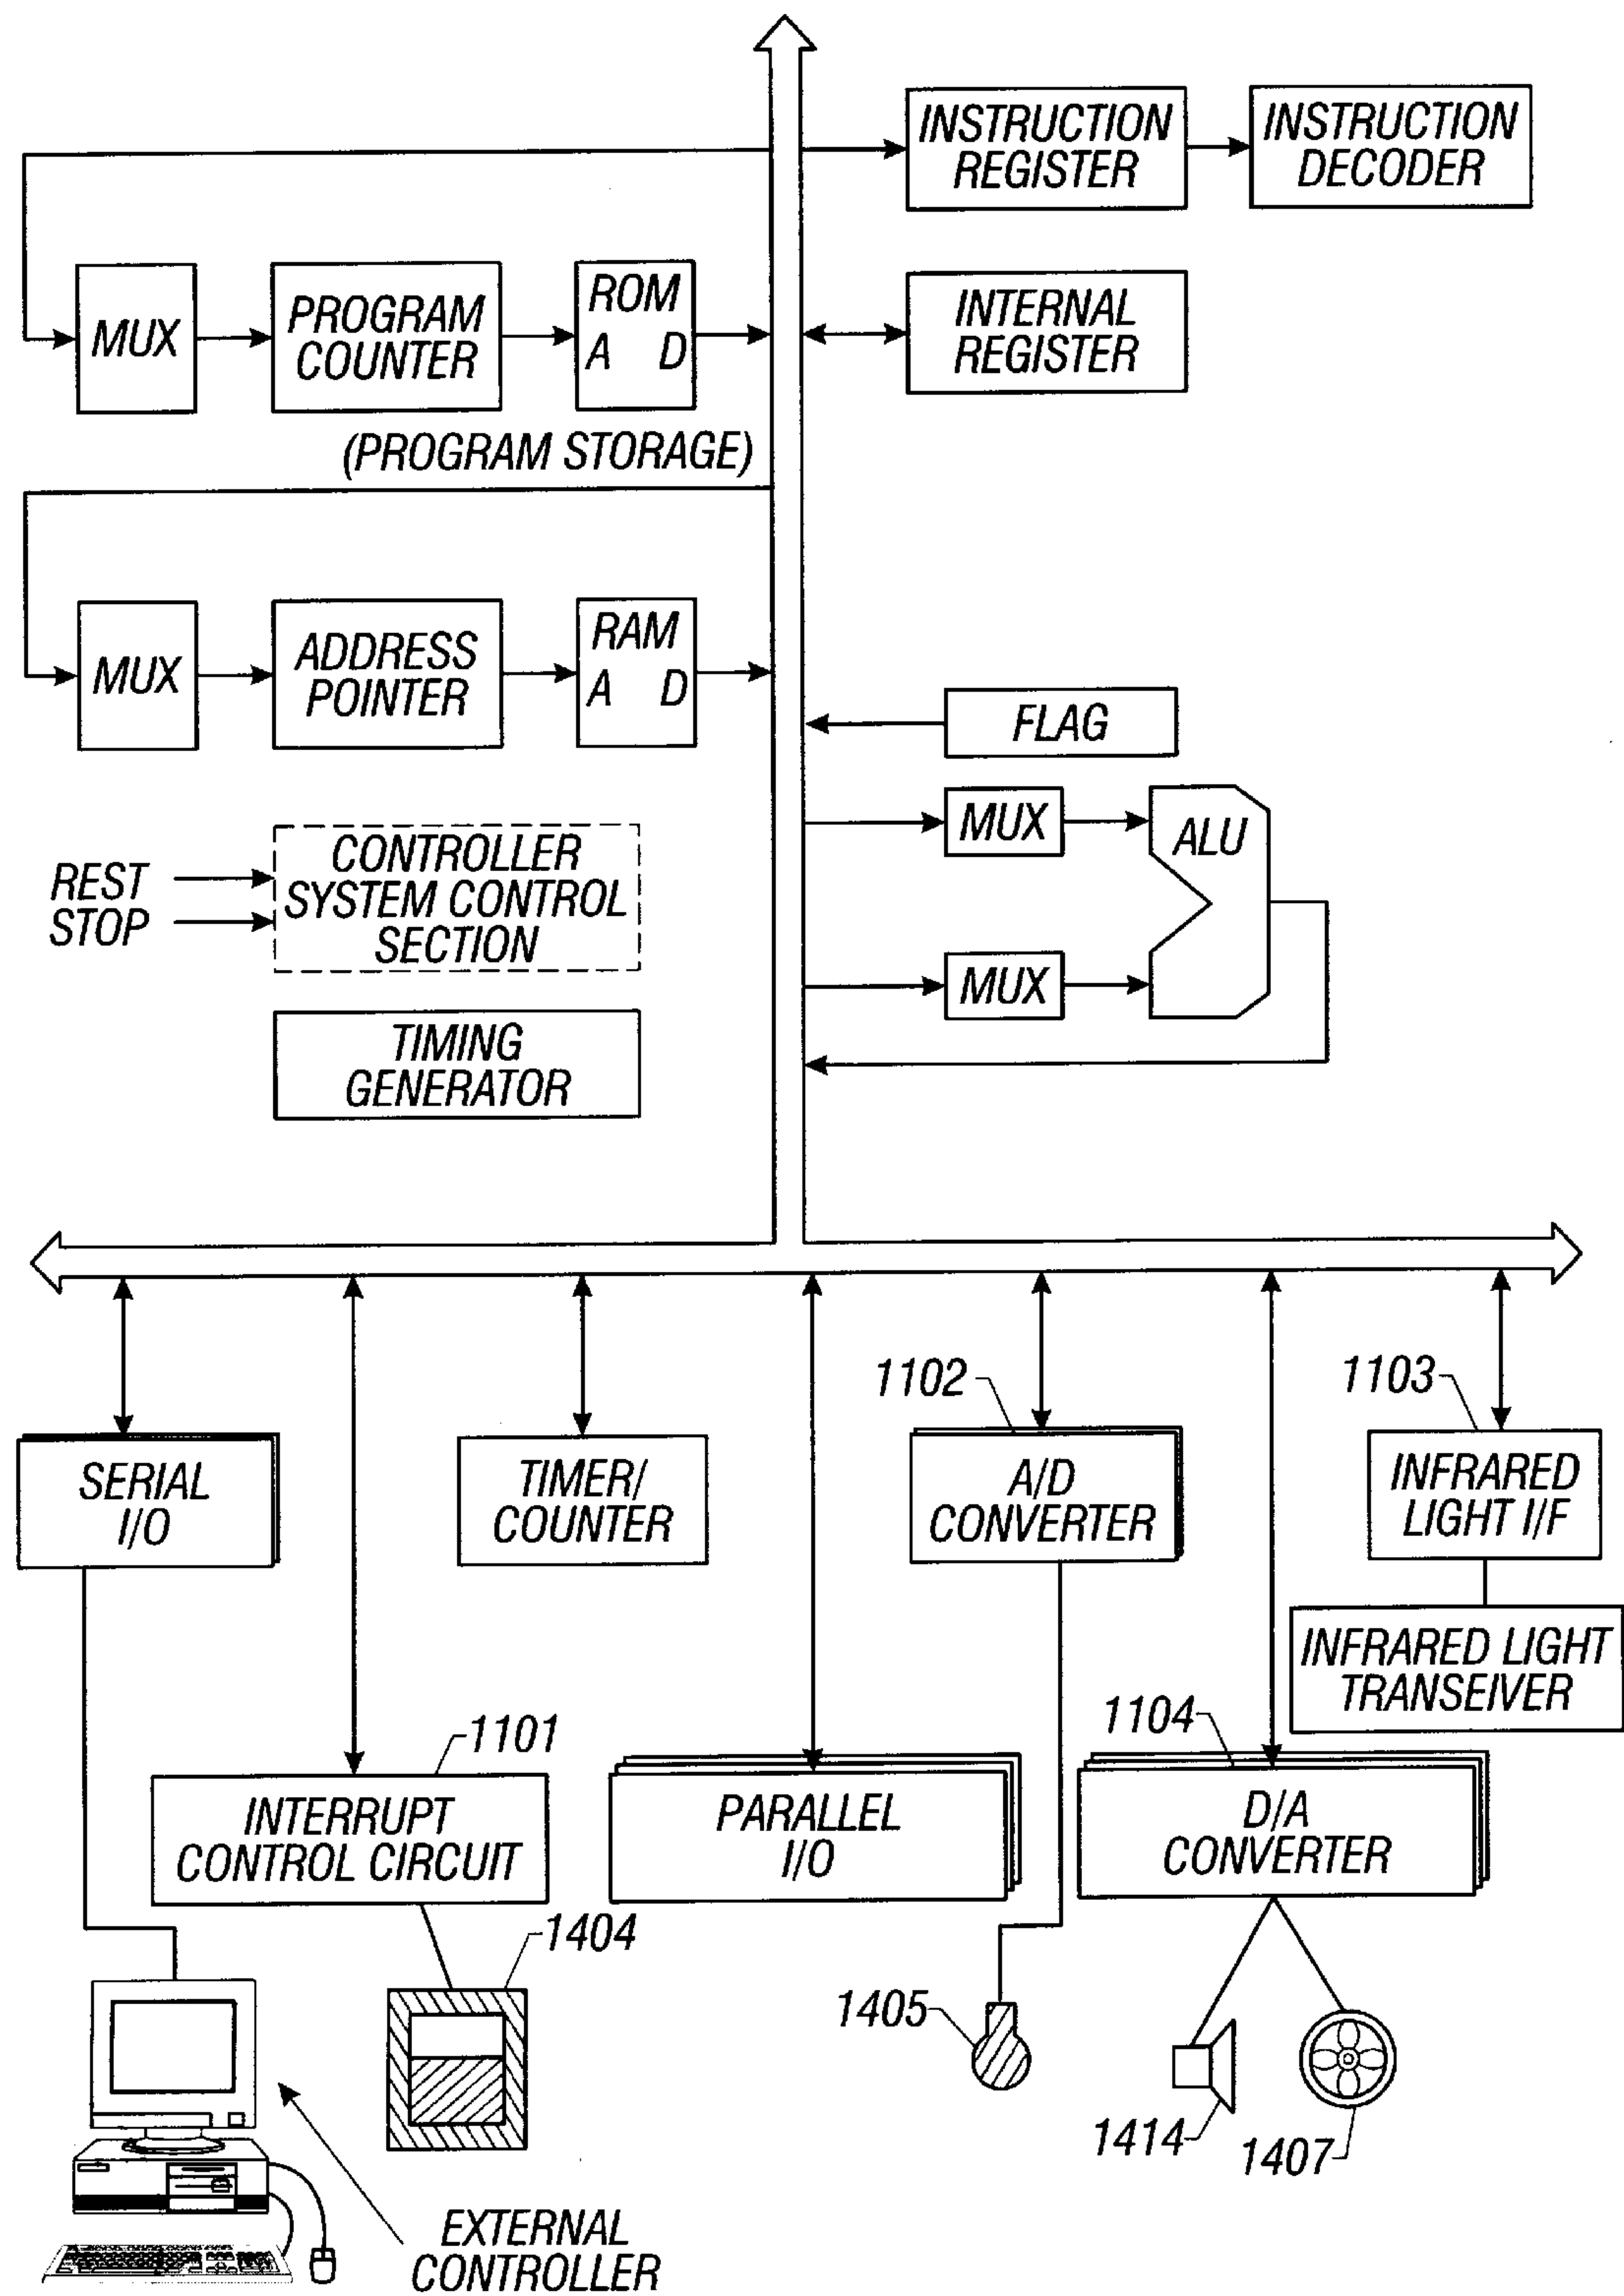 INSTRUCTION
REGISTER
INSTRUCTION
DECODER
MUX
PROGRAM
COUNTER
ROM
A D
INTERNAL
REGISTER
(PROGRAM STORAGE)
MUX
ADDRESS
POINTER
RAM
A D
FLAG
MUX
ALU
MUX
REST
STOP
CONTROLLER
SYSTEM CONTROL
SECTION
TIMING
GENERATOR
1102
1103
SERIAL
I/O
TIMER/
COUNTER
A/D
CONVERTER
INFRARED
LIGHT I/F
INFRARED LIGHT
TRANSEIVER
1101
1104
INTERRUPT
CONTROL CIRCUIT
PARALLEL
I/O
D/A
CONVERTER
1404
1405
1414
1407
EXTERNAL
CONTROLLER